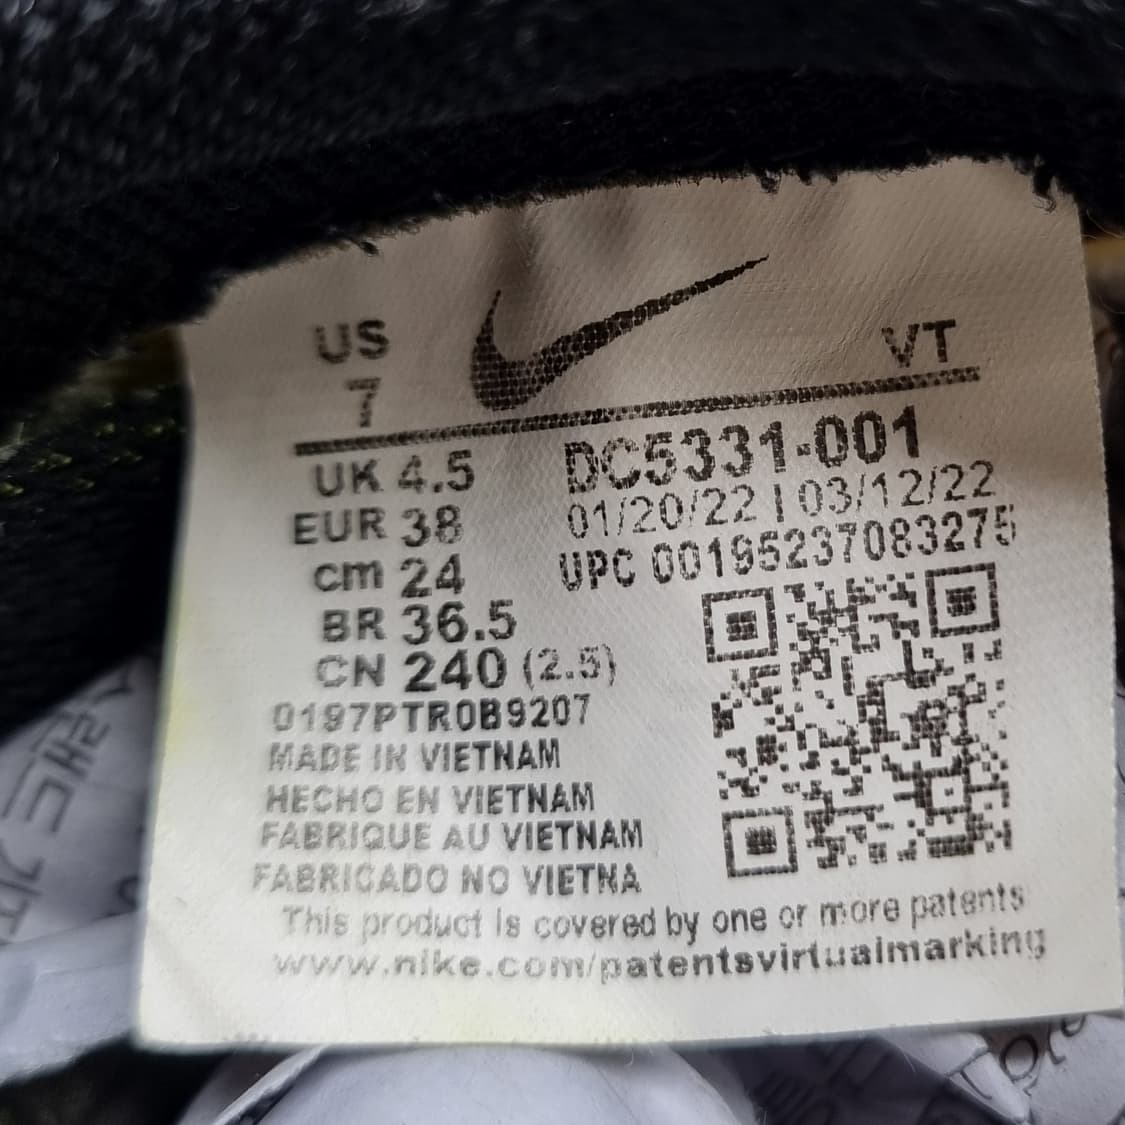 US
7
VT
UK 4.5
EUR 38
cm 24
BR 36.5
CN 240 (2.5)
DC5331-001
01/20/22 | 03/12/22
UPC 00195237083275
0197PTR0B9207
MADE IN VIETNAM
HECHO EN VIETNAM
FABRIQUE AU VIETNAM
FABRICADO NO VIETNA
This product is covered by one or more patents
www.nike.com/patentsvirtualmarking